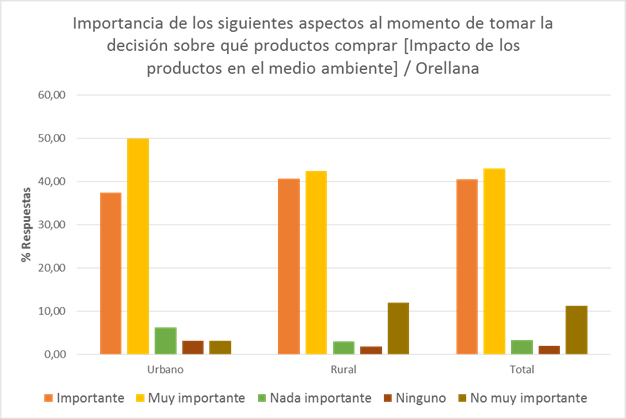 Importancia de los siguientes aspectos al momento de tomar la
decisión sobre qué productos comprar [Impacto de los
productos en el medio ambiente] / Orellana
60,00
50,00
40,00
30,00
20,00
10,00
0,00
% Respuestas
Urbano
Rural
Total
Importante
Muy importante
Nada importante
Ninguno
No muy importante